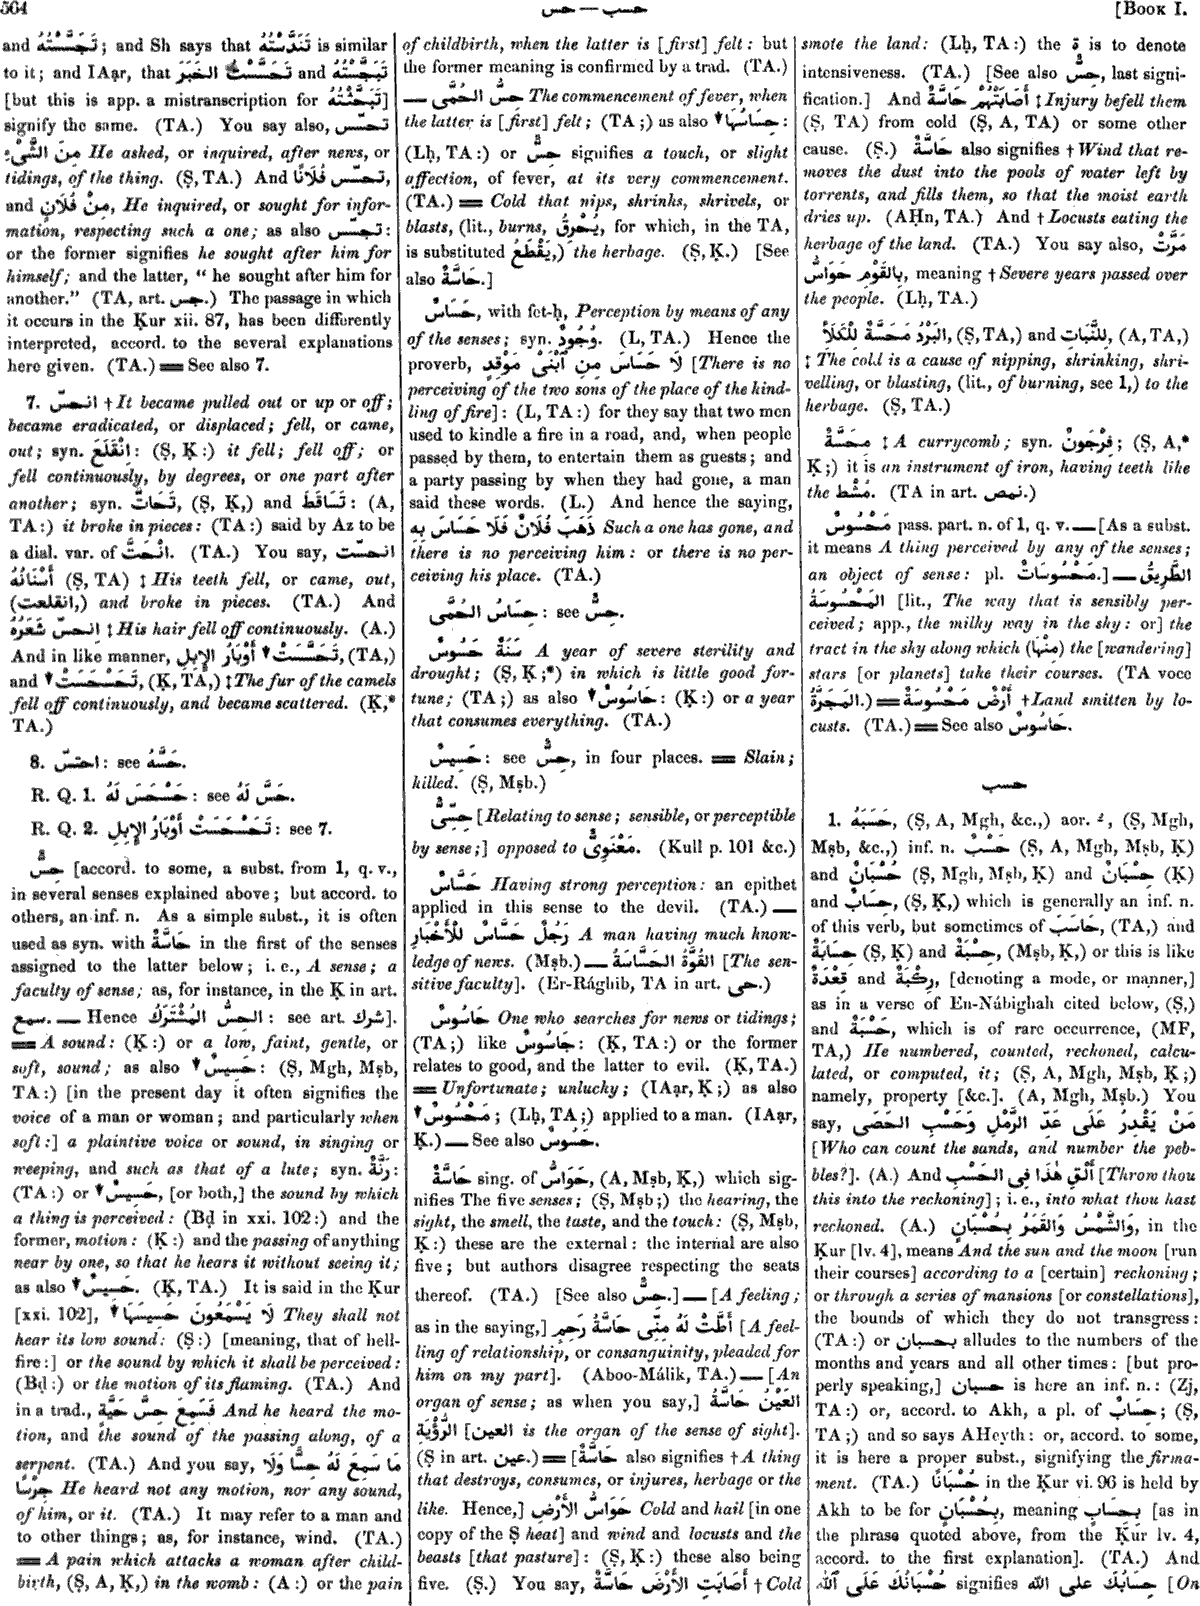 564
حسب — حس
[BOOK I.
and تَجَسَّسْتُهُ; and Sh says that تَنَدَّسْتُهُ is similar
to it; and IAạr, that تَحَسَّسْتُ الخَبَرَ and تَبَجَّسْتُهُ
[but this is app. a mistranscription for تَبَحَّثْتُهُ]
signify the same. (TA.) You say also, تحسّس
مِنَ الشَّىْءِ He asked, or inquired, after news, or
tidings, of the thing. (Ṣ, TA.) And تحسّس فُلَانًا,
and مِنْ فُلَانٍ, He inquired, or sought for infor-
mation, respecting such a one; as also تجسّس:
or the former signifies he sought after him for
himself; and the latter, “he sought after him for
another.” (TA, art. جس.) The passage in which
it occurs in the Ḳur xii. 87, has been differently
interpreted, accord. to the several explanations
here given. (TA.) ═ See also 7.
7. انحسّ † It became pulled out or up or off;
became eradicated, or displaced; fell, or came,
out; syn. اِنْقَلَعَ: (Ṣ, Ḳ:) it fell; fell off; or
fell continuously, by degrees, or one part after
another; syn. تَحَاتَّ, (Ṣ, Ḳ,) and تَسَاقَطَ: (A,
TA:) it broke in pieces: (TA:) said by Az to be
a dial. var. of انْحَتَّ. (TA.) You say, انحسّت
أَسْنَانُهُ (Ṣ, TA) ‡ His teeth fell, or came, out,
(انقلعت,) and broke in pieces. (TA.) And
انحسّ شَعَرُهُ ‡ His hair fell off continuously. (A.)
And in like manner, تَحَسَّسَتْ▼ أَوْبَارُ الإِبِلِ, (TA,)
and تَحَسْحَسَتْ▼, (Ḳ, TA,) ‡ The fur of the camels
fell off continuously, and became scattered. (Ḳ,*
TA.)
8. احتسّ: see حَسَّهُ.
R. Q. 1. حَسْحَسَ لَهُ: see حَسَّ لَهُ.
R. Q. 2. تَحَسْحَسَتْ أَوْبَارُ الإِبِلِ: see 7.
حِسٌّ [accord. to some, a subst. from 1, q. v.,
in several senses explained above; but accord. to
others, an inf. n. As a simple subst., it is often
used as syn. with حَاسَّةٌ in the first of the senses
assigned to the latter below; i. e., A sense; a
faculty of sense; as, for instance, in the Ḳ in art.
سمع. — Hence الحِسُّ المُشْتَرَكُ: see art. شرك].
═ A sound: (Ḳ:) or a low, faint, gentle, or
soft, sound; as also حَسِيسٌ▼: (Ṣ, Mgh, Mṣb,
TA:) [in the present day it often signifies the
voice of a man or woman; and particularly when
soft:] a plaintive voice or sound, in singing or
weeping, and such as that of a lute; syn. رَنَّةٌ:
(TA:) or حَسِيسٌ▼, [or both,] the sound by which
a thing is perceived: (Bḍ in xxi. 102:) and the
former, motion: (Ḳ:) and the passing of anything
near by one, so that he hears it without seeing it;
as also حَسِيسٌ▼. (Ḳ, TA.) It is said in the Ḳur
[xxi. 102], لَا يَسْمَعُونَ حَسِيسَهَا▼ They shall not
hear its low sound: (Ṣ:) [meaning, that of hell-
fire:] or the sound by which it shall be perceived:
(Bḍ:) or the motion of its flaming. (TA.) And
in a trad., فَسَمِعَ حِسَّ حَيَّةٍ And he heard the mo-
tion, and the sound of the passing along, of a
serpent. (TA.) And you say, مَا سَمِعَ لَهُ حِسًّا وَلَا
جِرْسًا He heard not any motion, nor any sound,
of him, or it. (TA.) It may refer to a man and
to other things; as, for instance, wind. (TA.)
═ A pain which attacks a woman after child-
birth, (Ṣ, A, Ḳ,) in the womb: (A:) or the pain
of childbirth, when the latter is [first] felt: but
the former meaning is confirmed by a trad. (TA.)
— حِسُّ الحُمَّى The commencement of fever, when
the latter is [first] felt; (TA;) as also حِسَاسُهَا▼:
(Lḥ, TA:) or حِسٌّ signifies a touch, or slight
affection, of fever, at its very commencement.
(TA.) ═ Cold that nips, shrinks, shrivels, or
blasts, (lit., burns, يُحْرِقُ, for which, in the TA,
is substituted يَقْطَعُ,) the herbage. (Ṣ, Ḳ.) [See
also حَاسَّةٌ.]
حَسَاسٌ, with fet-ḥ, Perception by means of any
of the senses; syn. وُجُودٌ. (L, TA.) Hence the
proverb, لَا حَسَاسَ مِنِ ٱبْنَىْ مَوْقِدٍ [There is no
perceiving of the two sons of the place of the kind-
ling of fire]: (L, TA:) for they say that two men
used to kindle a fire in a road, and, when people
passed by them, to entertain them as guests; and
a party passing by when they had gone, a man
said these words. (L.) And hence the saying,
ذَهَبَ فُلَانٌ فَلَا حَسَاسَ بِهِ Such a one has gone, and
there is no perceiving him: or there is no per-
ceiving his place. (TA.)
حِسَاسُ الحُمَّى: see حِسٌّ.
سَنَةٌ حَسُوسٌ A year of severe sterility and
drought; (Ṣ, Ḳ;*) in which is little good for-
tune; (TA;) as also حَاسُوسٌ▼: (Ḳ:) or a year
that consumes everything. (TA.)
حَسِيسٌ: see حِسٌّ, in four places. ═ Slain;
killed. (Ṣ, Mṣb.)
حِسِّىٌّ [Relating to sense; sensible, or perceptible
by sense;] opposed to مَعْنَوِىٌّ. (Kull p. 101 &c.)
حَسَّاسٌ Having strong perception: an epithet
applied in this sense to the devil. (TA.) —
رَجُلٌ حَسَّاسٌ لِلْأَخْبَارِ A man having much know-
ledge of news. (Mṣb.) — القُوَّةُ الحَسَّاسَةُ [The sen-
sitive faculty]. (Er-Rághib, TA in art. حى.)
حَاسُوسٌ One who searches for news or tidings;
(TA;) like جَاسُوسٌ: (Ḳ, TA:) or the former
relates to good, and the latter to evil. (Ḳ, TA.)
═ Unfortunate; unlucky; (IAạr, Ḳ;) as also
مَحْسُوسٌ▼; (Lḥ, TA;) applied to a man. (IAạr,
Ḳ.) — See also حَسُوسٌ.
حَاسَّةٌ sing. of حَوَاسُّ, (A, Mṣb, Ḳ,) which sig-
nifies The five senses; (Ṣ, Mṣb;) the hearing, the
sight, the smell, the taste, and the touch: (Ṣ, Mṣb,
Ḳ:) these are the external: the internal are also
five; but authors disagree respecting the seats
thereof. (TA.) [See also حِسٌّ.] — [A feeling;
as in the saying,] أَطَّتْ لَهُ مِنِّى حَاسَّةُ رَحِمٍ [A feel-
ling of relationship, or consanguinity, pleaded for
him on my part]. (Aboo-Málik, TA.) — [An
organ of sense; as when you say,] العَيْنُ حَاسَّةُ
الرُّؤْيَةِ [العين is the organ of the sense of sight].
(Ṣ in art. عين.) ═ [حَاسَّةٌ also signifies † A thing
that destroys, consumes, or injures, herbage or the
like. Hence,] حَوَاسُّ الأَرْضِ Cold and hail [in one
copy of the Ṣ heat] and wind and locusts and the
beasts [that pasture]: (Ṣ, Ḳ:) these also being
five. (Ṣ.) You say, أَصَابَتِ الأَرْضَ حَاسَّةٌ † Cold
smote the land: (Lḥ, TA:) the ة is to denote
intensiveness. (TA.) [See also حِسٌّ, last signi-
fication.] And أَصَابَتْهُمْ حَاسَّةٌ ‡ Injury befell them
(Ṣ, TA) from cold (Ṣ, A, TA) or some other
cause. (Ṣ.) حَاسَّةٌ also signifies † Wind that re-
moves the dust into the pools of water left by
torrents, and fills them, so that the moist earth
dries up. (AḤn, TA.) And † Locusts eating the
herbage of the land. (TA.) You say also, مَرَّتْ
بِالقَوْمِ حَوَاسُّ, meaning † Severe years passed over
the people. (Lḥ, TA.)
البَرْدُ مَحَسَّةٌ لِلْكَلَأِ, (Ṣ, TA,) and لِلنَّبَاتِ, (A, TA,)
‡ The cold is a cause of nipping, shrinking, shri-
velling, or blasting, (lit., of burning, see 1,) to the
herbage. (Ṣ, TA.)
مِحَسَّةٌ ‡ A currycomb; syn. فِرْجَونٌ; (Ṣ, A,*
Ḳ;) it is an instrument of iron, having teeth like
the مُشْط. (TA in art. نمص.)
مَحْسُوسٌ pass. part. n. of 1, q. v. — [As a subst.
it means A thing perceived by any of the senses;
an object of sense: pl. مَحْسُوسَاتٌ.] — الطَّرِيقُ
المَحْسُوسَةُ [lit., The way that is sensibly per-
ceived; app., the milky way in the sky: or] the
tract in the sky along which (مِنْهَا) the [wandering]
stars [or planets] take their courses. (TA voce
المَجَرَّةُ.) ═ أَرْضٌ مَحْسُوسَةٌ † Land smitten by lo-
custs. (TA.) ═ See also حَاسُوسٌ.
حسب
1. حَسَبَهُ, (Ṣ, A, Mgh, &c.,) aor. ـُ, (Ṣ, Mgh,
Mṣb, &c.,) inf. n. حَسْبٌ (Ṣ, A, Mgh, Mṣb, Ḳ)
and حُسْبَانٌ (Ṣ, Mgh, Mṣb, Ḳ) and حِسْبَانٌ (Ḳ)
and حِسَابٌ, (Ṣ, Ḳ,) which is generally an inf. n.
of this verb, but sometimes of حَاسَبَ, (TA,) and
حِسَابَةٌ (Ṣ, Ḳ) and حِسْبَةٌ, (Mṣb, Ḳ,) or this is like
قِعْدَةٌ and رِكْبَةٌ, [denoting a mode, or manner,]
as in a verse of En-Nábighah cited below, (Ṣ,)
and حَسْبَةٌ, which is of rare occurrence, (MF,
TA,) He numbered, counted, reckoned, calcu-
lated, or computed, it; (Ṣ, A, Mgh, Mṣb, Ḳ;)
namely, property [&c.]. (A, Mgh, Mṣb.) You
say, مَنْ يَقْدِرُ عَلَى عَدِّ الرَّمْلِ وَحَسْبِ الحَصَى
[Who can count the sands, and number the peb-
bles?]. (A.) And أَلْقِ هٰذَا فِى الحَسْبِ [Throw thou
this into the reckoning]; i. e., into what thou hast
reckoned. (A.) وَالشَّمْسُ وَالقَمَرُ بِحُسْبَانٍ, in the
Ḳur [lv. 4], means And the sun and the moon [run
their courses] according to a [certain] reckoning;
or through a series of mansions [or constellations],
the bounds of which they do not transgress:
(TA:) or بحسبان alludes to the numbers of the
months and years and all other times: [but pro-
perly speaking,] حسبان is here an inf. n.: (Zj,
TA:) or, accord. to Akh, a pl. of حِسَابٌ; (Ṣ,
TA;) and so says AHeyth: or, accord. to some,
it is here a proper subst., signifying the firma-
ment. (TA.) حُسْبَانًا in the Ḳur vi. 96 is held by
Akh to be for بِحُسْبَانٍ, meaning بِحِسَابٍ [as in
the phrase quoted above, from the Ḳur lv. 4,
accord. to the first explanation]. (TA.) And
حُسْبَانُكَ عَلَى ٱللّٰهِ signifies حِسَابُكَ على اللّٰه [On